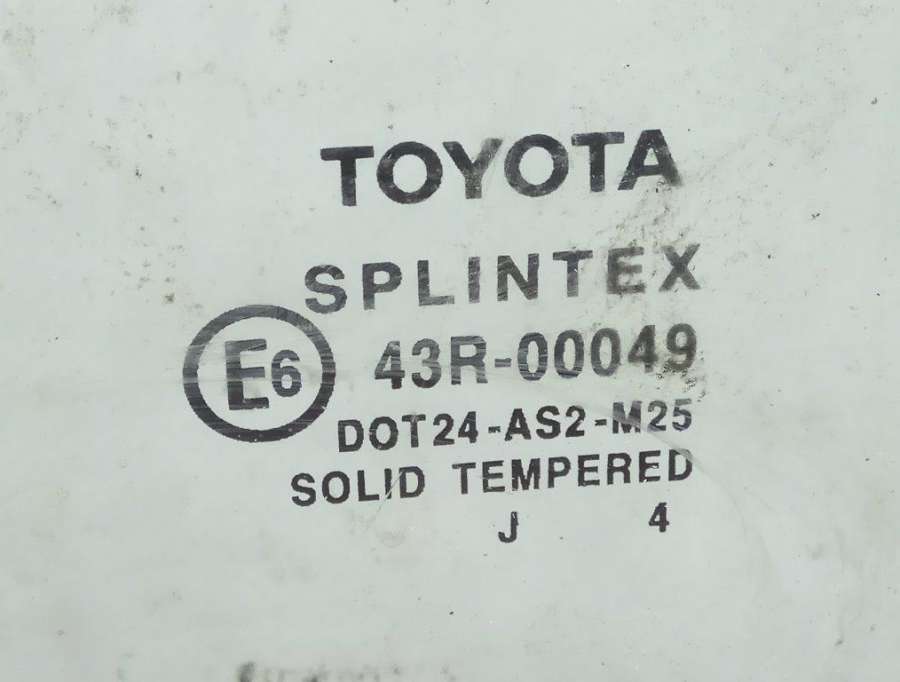 TOYOTA
SPLINTEX
E6 43R-00049
DOT24-AS2-M25
SOLID TEMPERED
J 4